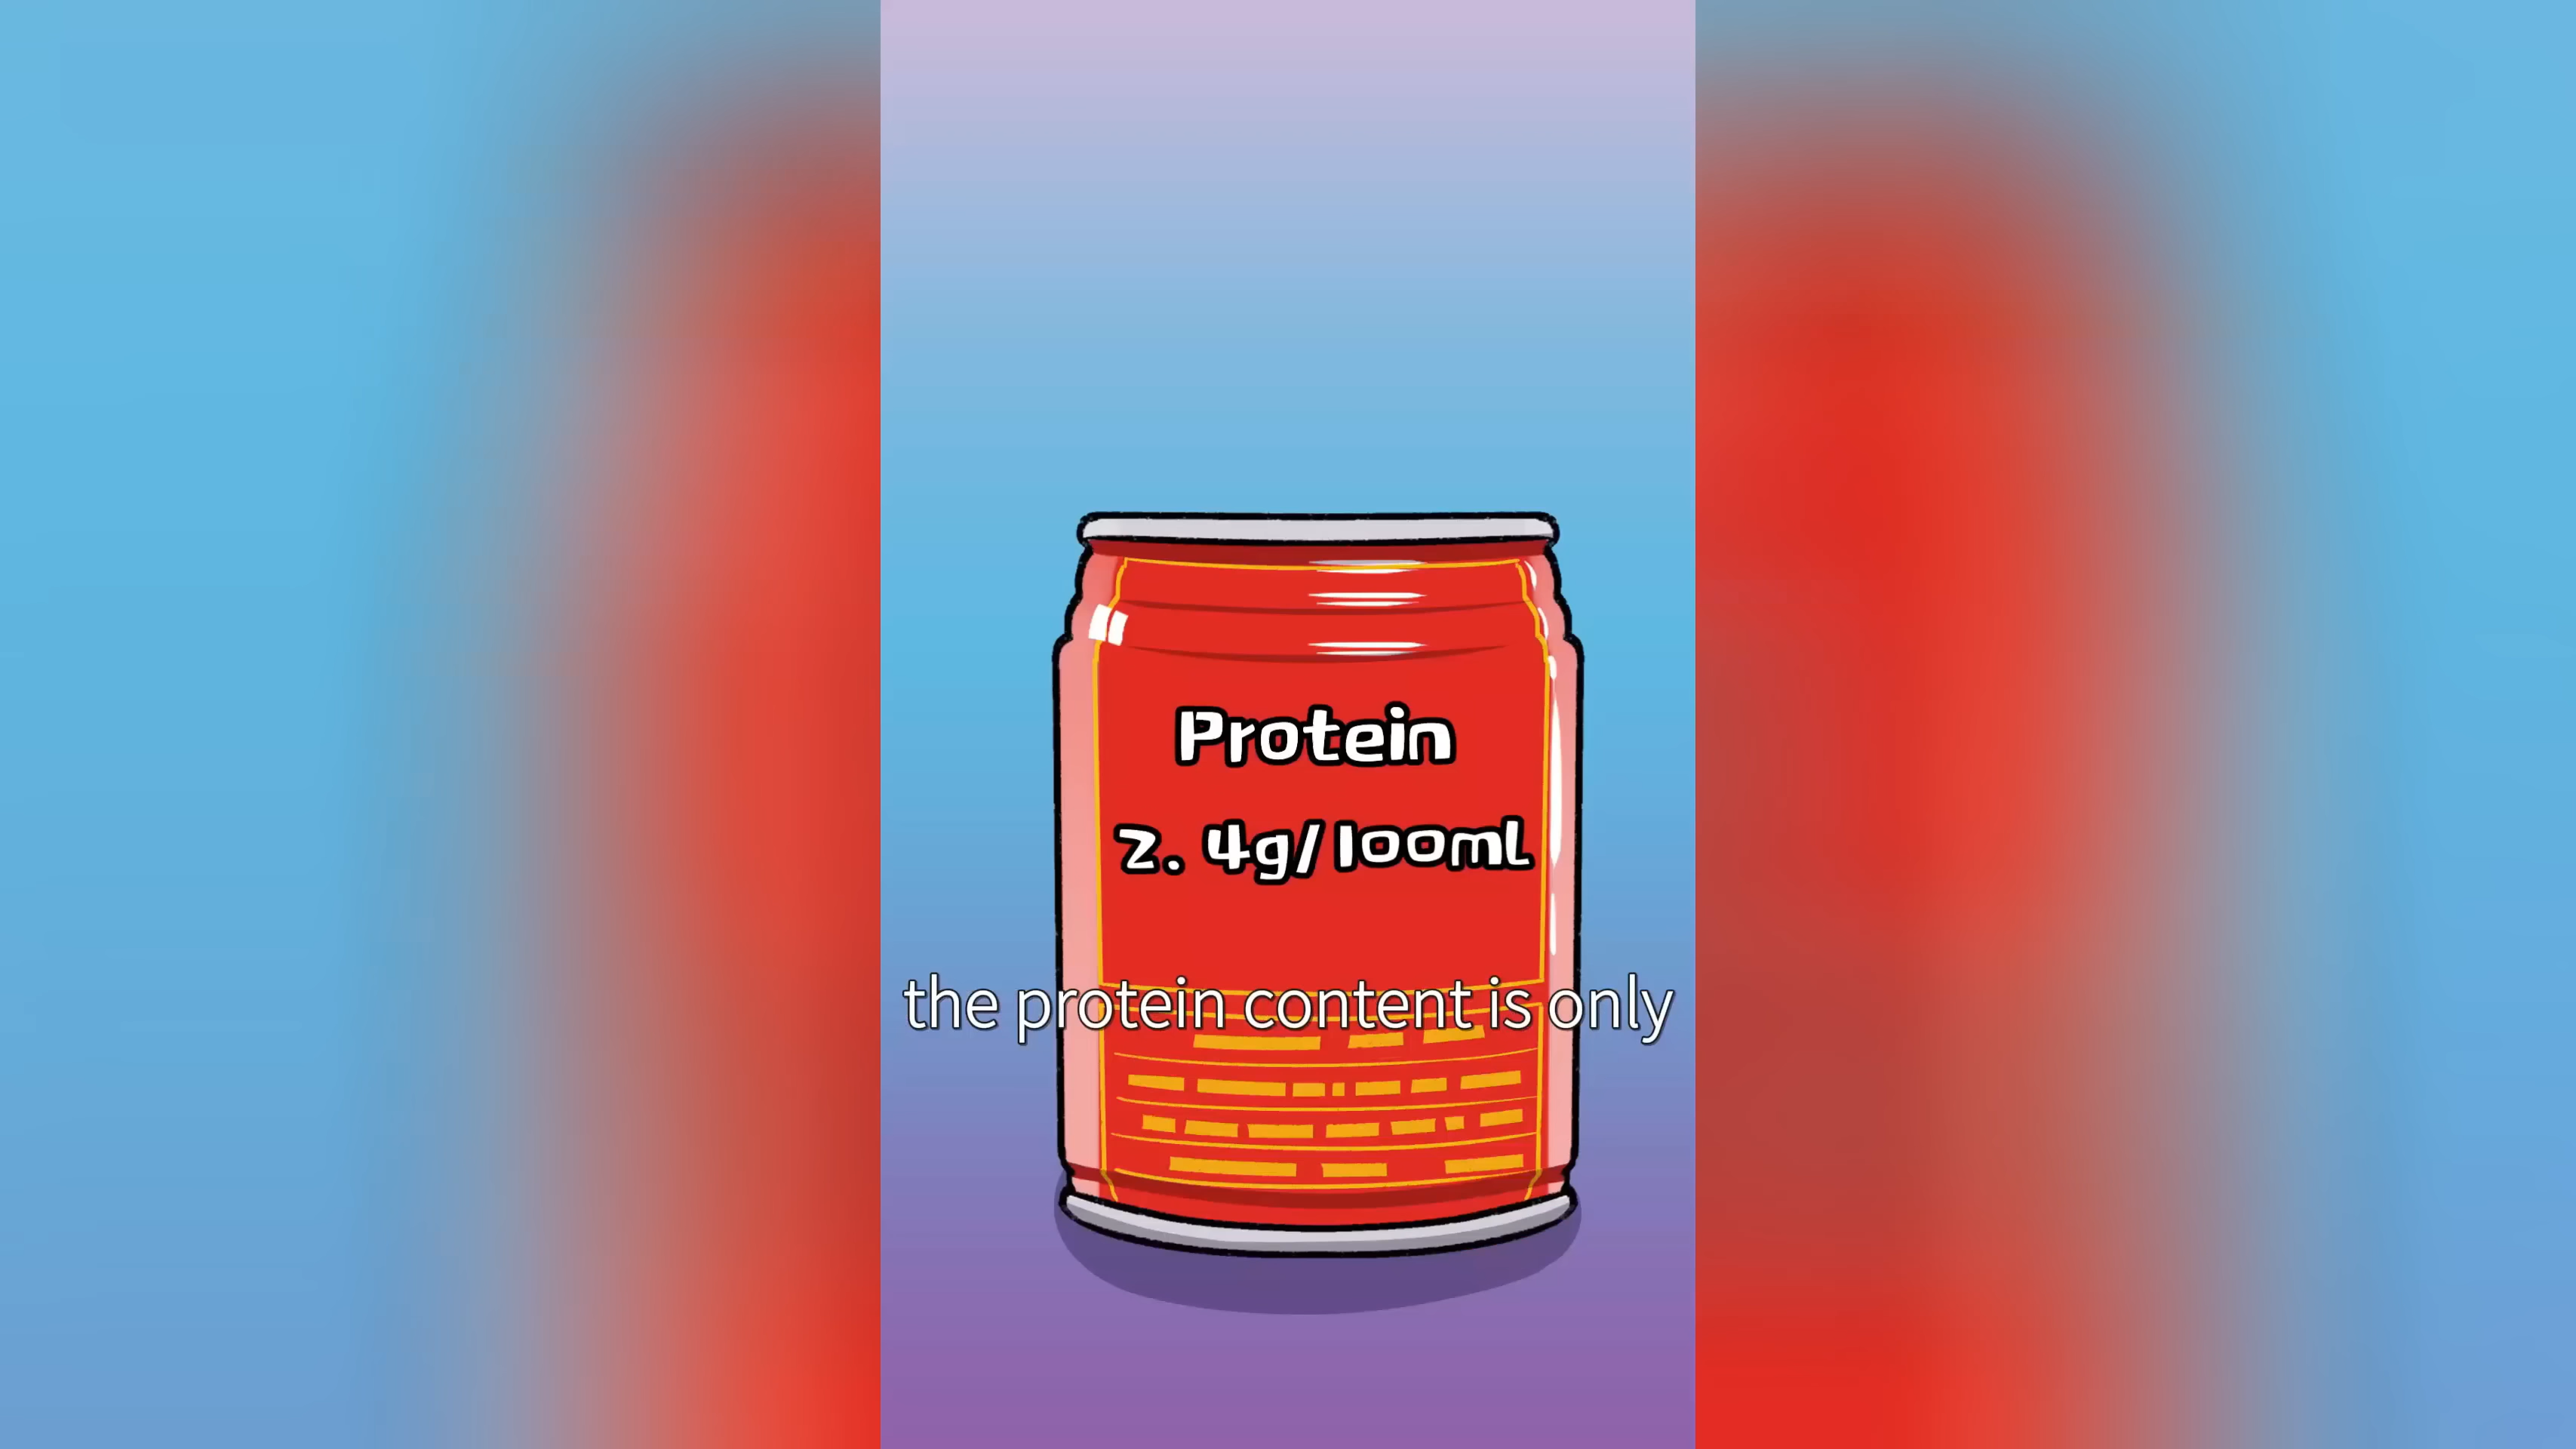 Protein
2. 4g/100ml
the protein content is only